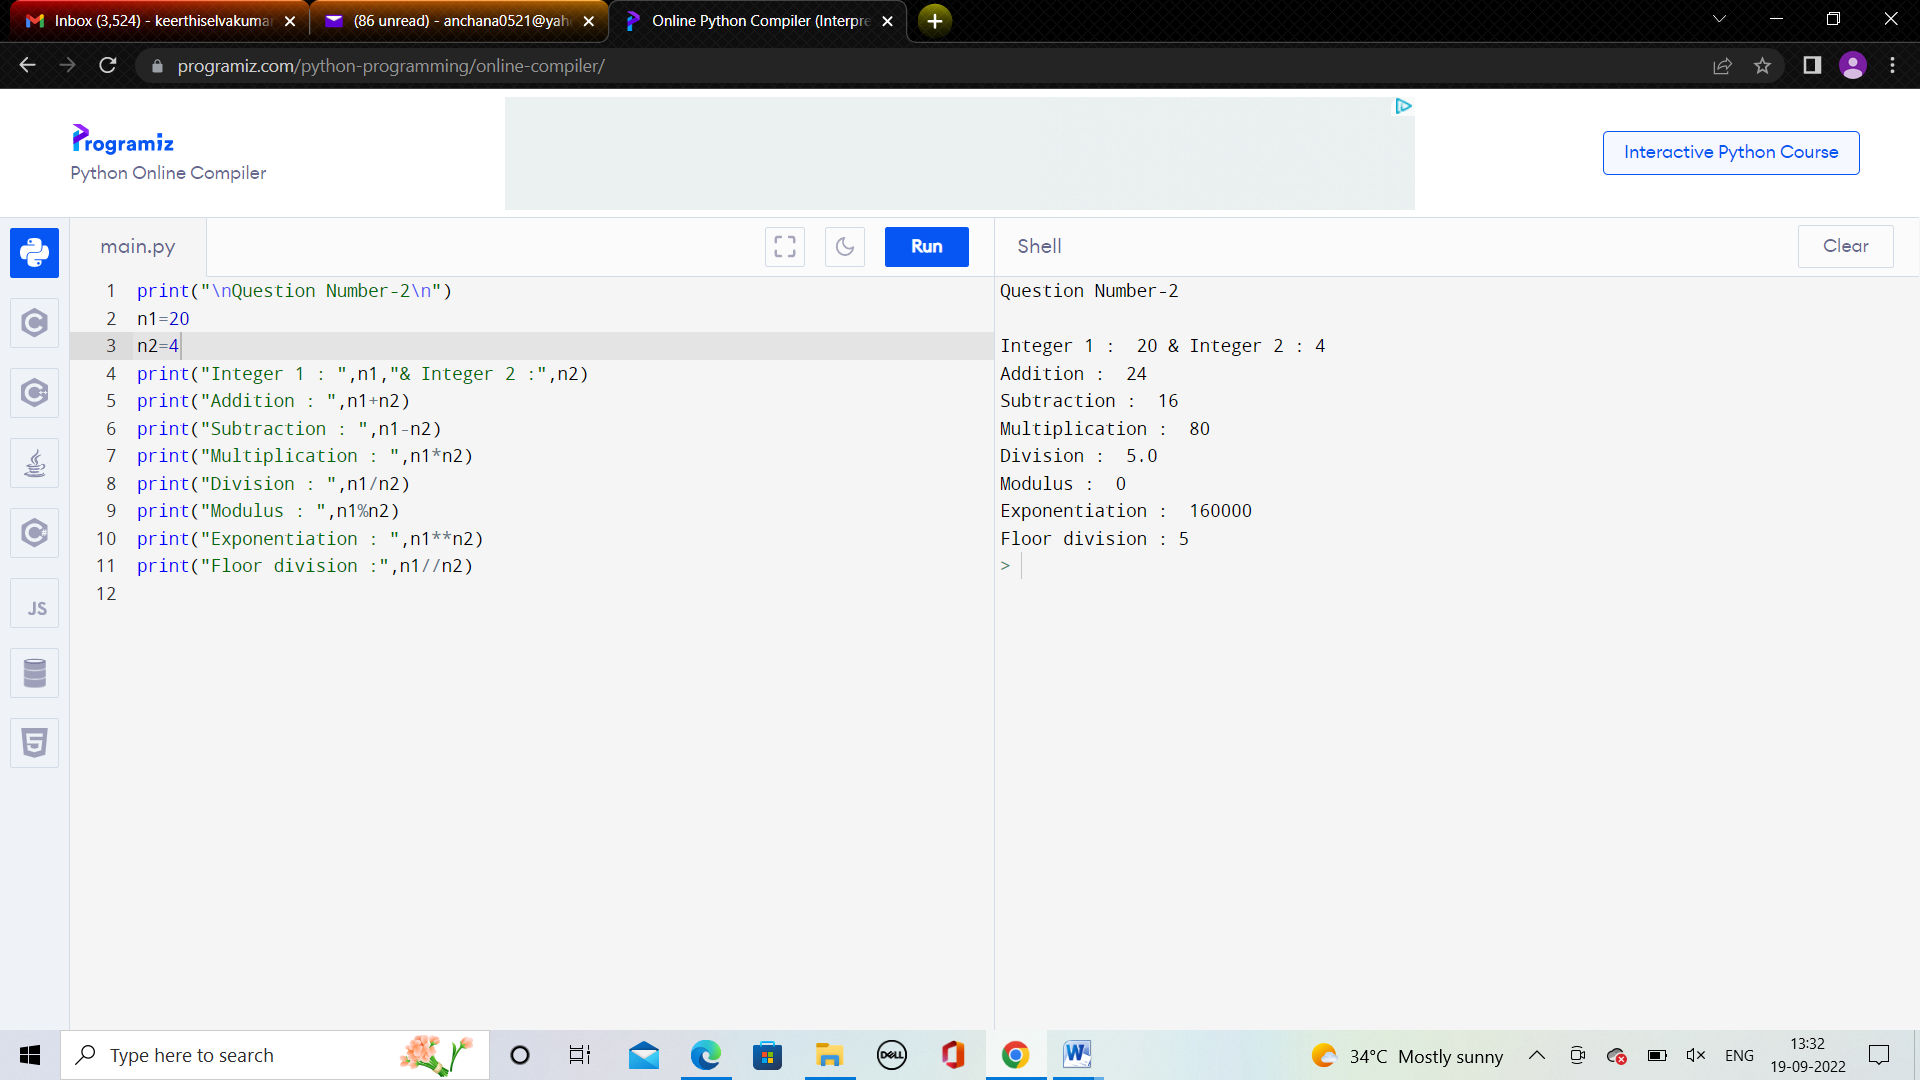 Inbox (3,524) - keerthiselvakumar
(86 unread) - anchana0521@yah
Online Python Compiler (Interpre
programiz.com/python-programming/online-compiler/
Programiz
Python Online Compiler
Interactive Python Course
main.py
Run
Shell
Clear
1 print("\nQuestion Number-2\n")
2 n1=20
3 n2=4
4 print("Integer 1 : ",n1,"& Integer 2 :",n2)
5 print("Addition : ",n1+n2)
6 print("Subtraction : ",n1-n2)
7 print("Multiplication : ",n1*n2)
8 print("Division : ",n1/n2)
9 print("Modulus : ",n1%n2)
10 print("Exponentiation : ",n1**n2)
11 print("Floor division :",n1//n2)
12
Question Number-2
Integer 1 :  20 & Integer 2 : 4
Addition :  24
Subtraction :  16
Multiplication :  80
Division :  5.0
Modulus :  0
Exponentiation :  160000
Floor division : 5
>
JS
Type here to search
DELL
34°C Mostly sunny
ENG
13:32
19-09-2022